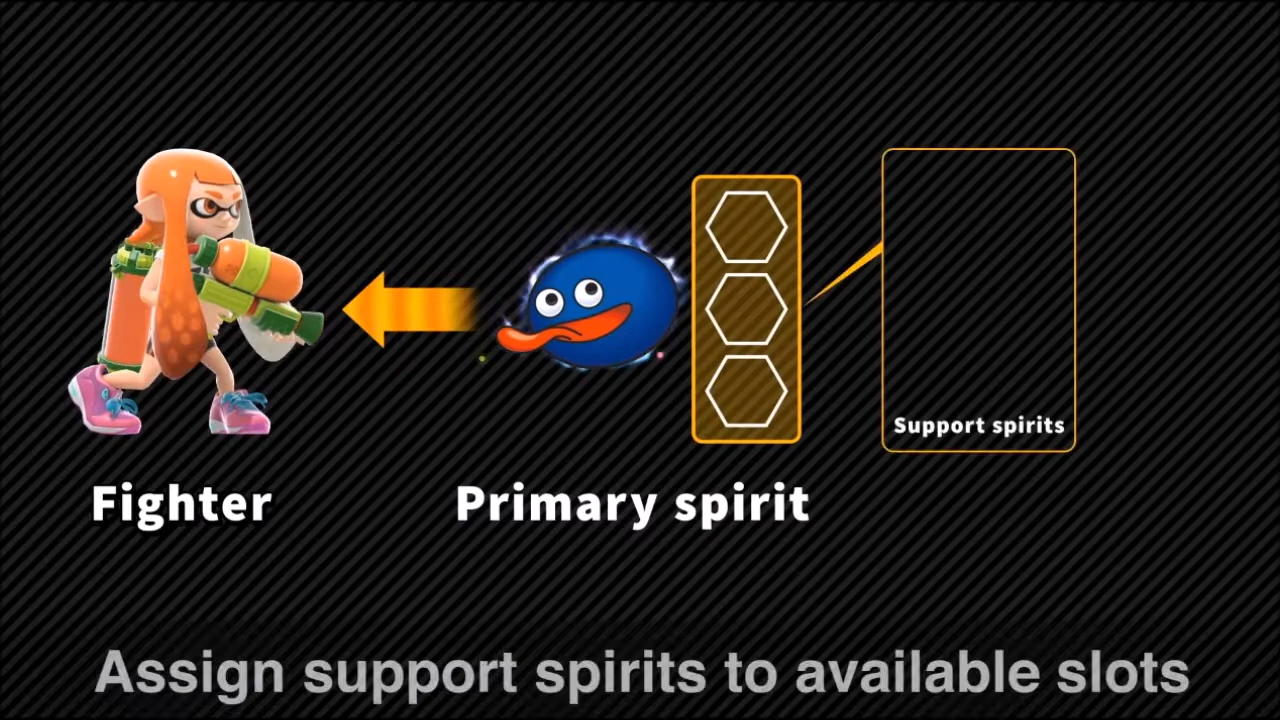 Support spirits
Fighter
Primary spirit
Assign support spirits to available slots